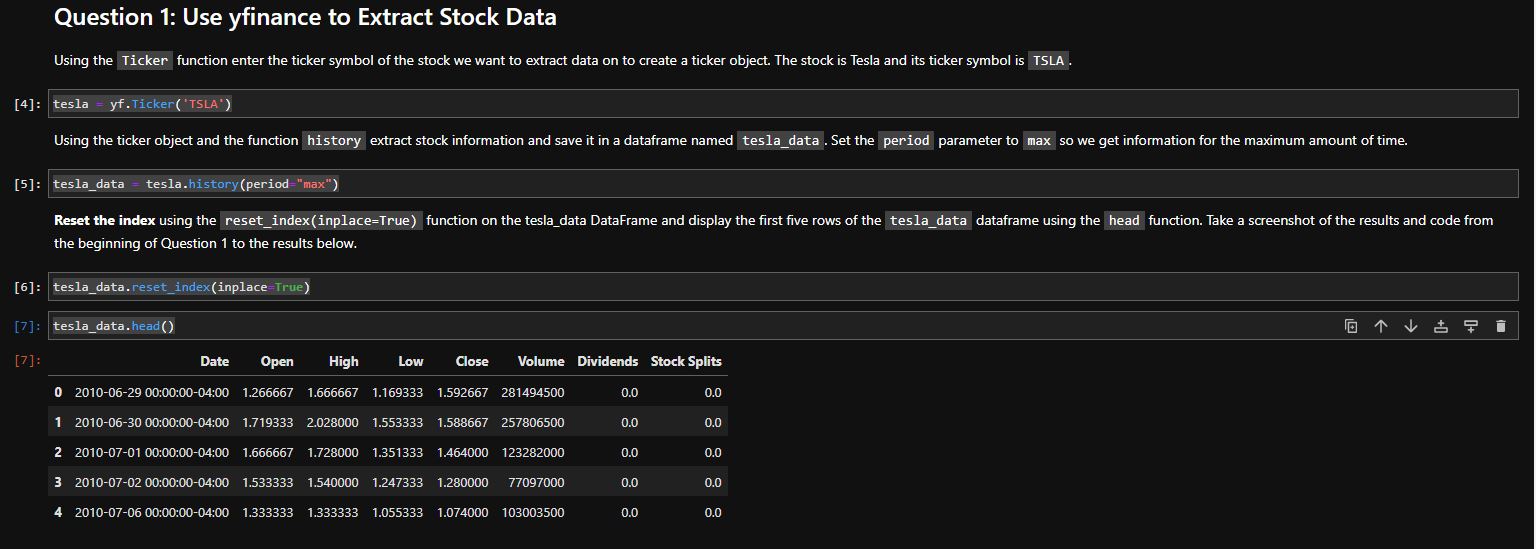 Question 1: Use yfinance to Extract Stock Data
Using the Ticker function enter the ticker symbol of the stock we want to extract data on to create a ticker object. The stock is Tesla and its ticker symbol is TSLA.
[4]: tesla = yf.Ticker('TSLA')
Using the ticker object and the function history extract stock information and save it in a dataframe named tesla_data. Set the period parameter to max so we get information for the maximum amount of time.
[5]: tesla_data = tesla.history(period="max")
Reset the index using the reset_index(inplace=True) function on the tesla_data DataFrame and display the first five rows of the tesla_data dataframe using the head function. Take a screenshot of the results and code from
the beginning of Question 1 to the results below.
[6]: tesla_data.reset_index(inplace=True)
[7]: tesla_data.head()
[7]: Date Open High Low Close Volume Dividends Stock Splits
0 2010-06-29 00:00:00-04:00 1.266667 1.666667 1.169333 1.592667 281494500 0.0 0.0
1 2010-06-30 00:00:00-04:00 1.719333 2.028000 1.553333 1.588667 257806500 0.0 0.0
2 2010-07-01 00:00:00-04:00 1.666667 1.728000 1.351333 1.464000 123282000 0.0 0.0
3 2010-07-02 00:00:00-04:00 1.533333 1.540000 1.247333 1.280000 77097000 0.0 0.0
4 2010-07-06 00:00:00-04:00 1.333333 1.333333 1.055333 1.074000 103003500 0.0 0.0